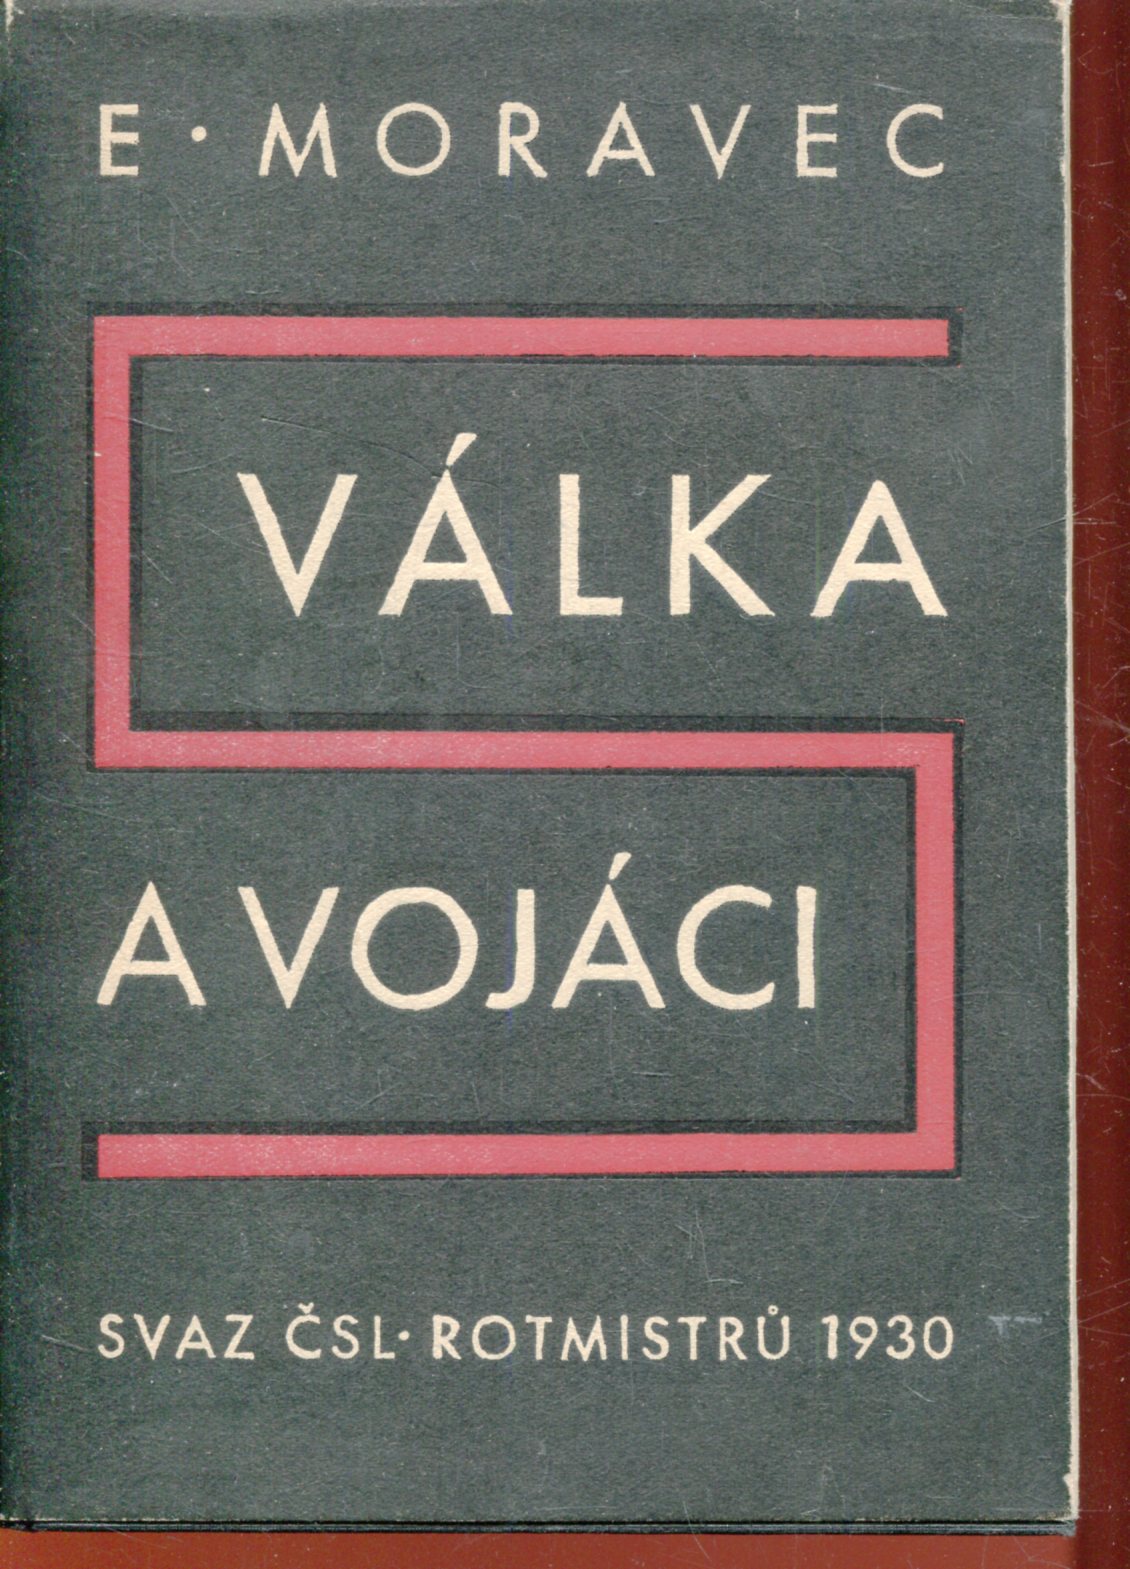 E · MORAVEC
VÁLKA
A VOJÁCI
SVAZ ČSL · ROTMISTRŮ 1930